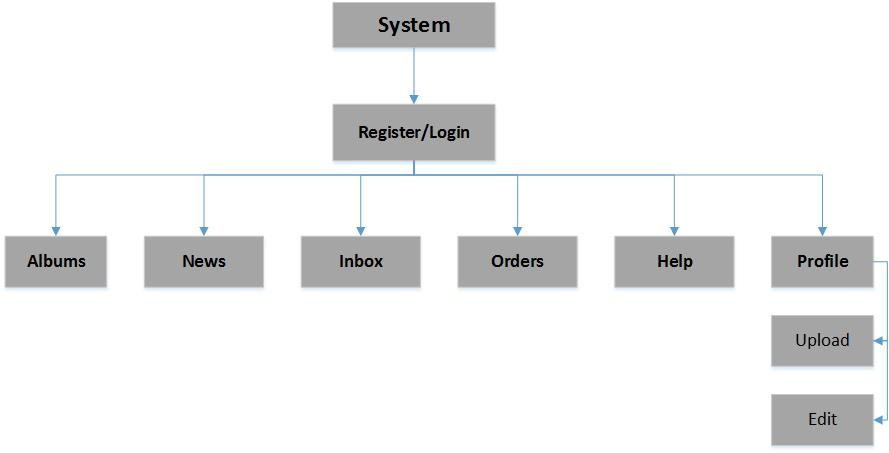 System
Register/Login
Albums
News
Inbox
Orders
Help
Profile
Upload
Edit